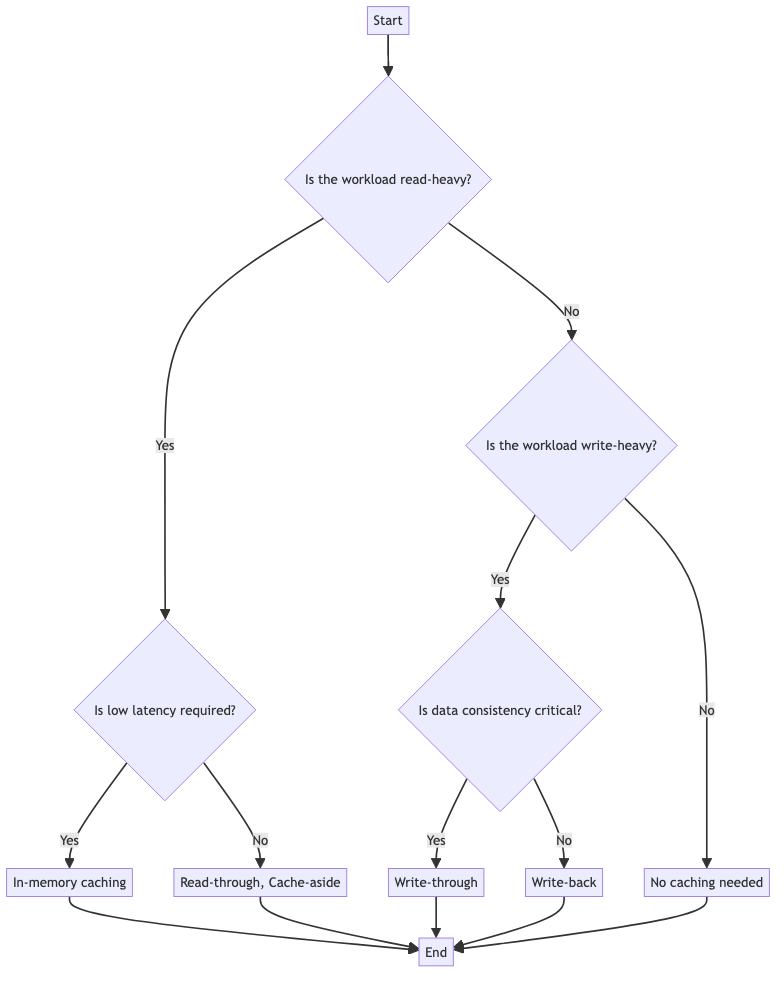 Start
Is the workload read-heavy?
No
Yes
Is the workload write-heavy?
Yes
Is low latency required?
Is data consistency critical?
No
Yes
No
Yes
No
In-memory caching
Read-through, Cache-aside
Write-through
Write-back
No caching needed
End